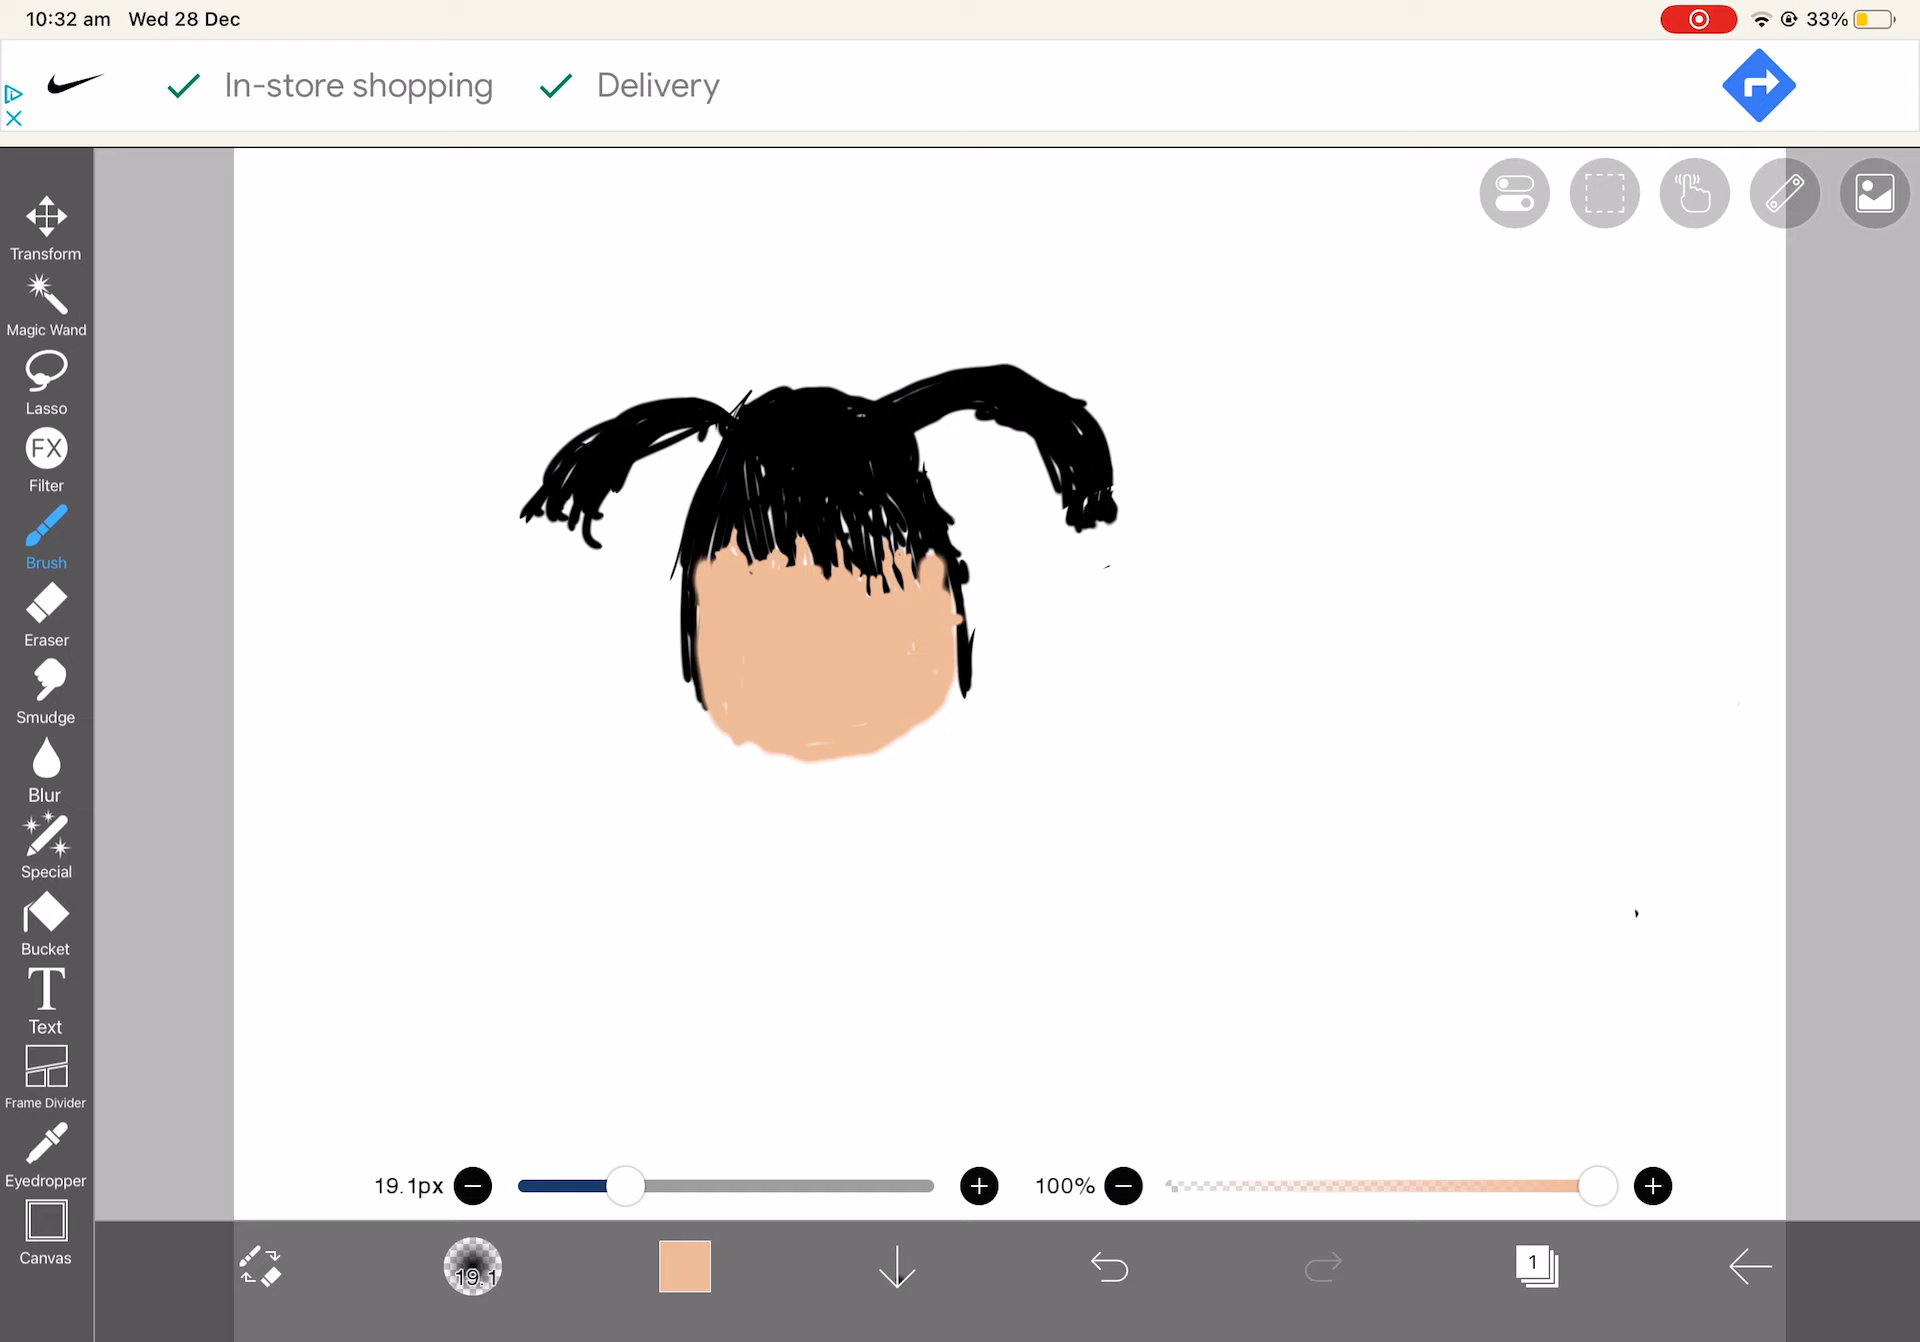 10:32 am Wed 28 Dec
33%
In-store shopping Delivery
Transform
Magic Wand
Lasso
FX
Filter
Brush
Eraser
Smudge
Blur
Special
Bucket
T
Text
Frame Divider
Eyedropper
Canvas
19.1px 100%
19.1 1